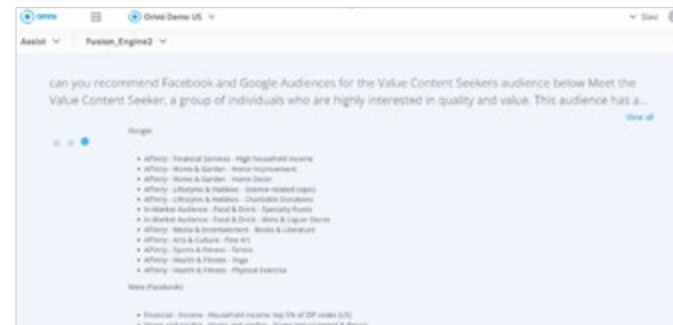 omni
Omni Demo US
Assist
Fusion_Engine2
can you recommend Facebook and Google Audiences for the Value Content Seekers audience below Meet the
Value Content Seeker, a group of individuals who are highly interested in quality and value. This audience has a...
View all
Google:
Affinity - Financial Services - High household income
Affinity - Home & Garden - Home Improvement
Affinity - Home & Garden - Home Decor
Affinity - Lifestyles & Hobbies - Science related topics
Affinity - Lifestyles & Hobbies - Charitable Donations
In-Market Audience - Food & Drink - Specialty Foods
In-Market Audience - Food & Drink - Wine & Liquor Stores
Affinity - Media & Entertainment - Books & Literature
Affinity - Arts & Culture - Fine Art
Affinity - Sports & Fitness - Tennis
Affinity - Health & Fitness - Yoga
Affinity - Health & Fitness - Physical Exercise
Meta (Facebook):
Financial - Income - Household income: top 5% of ZIP codes (US)